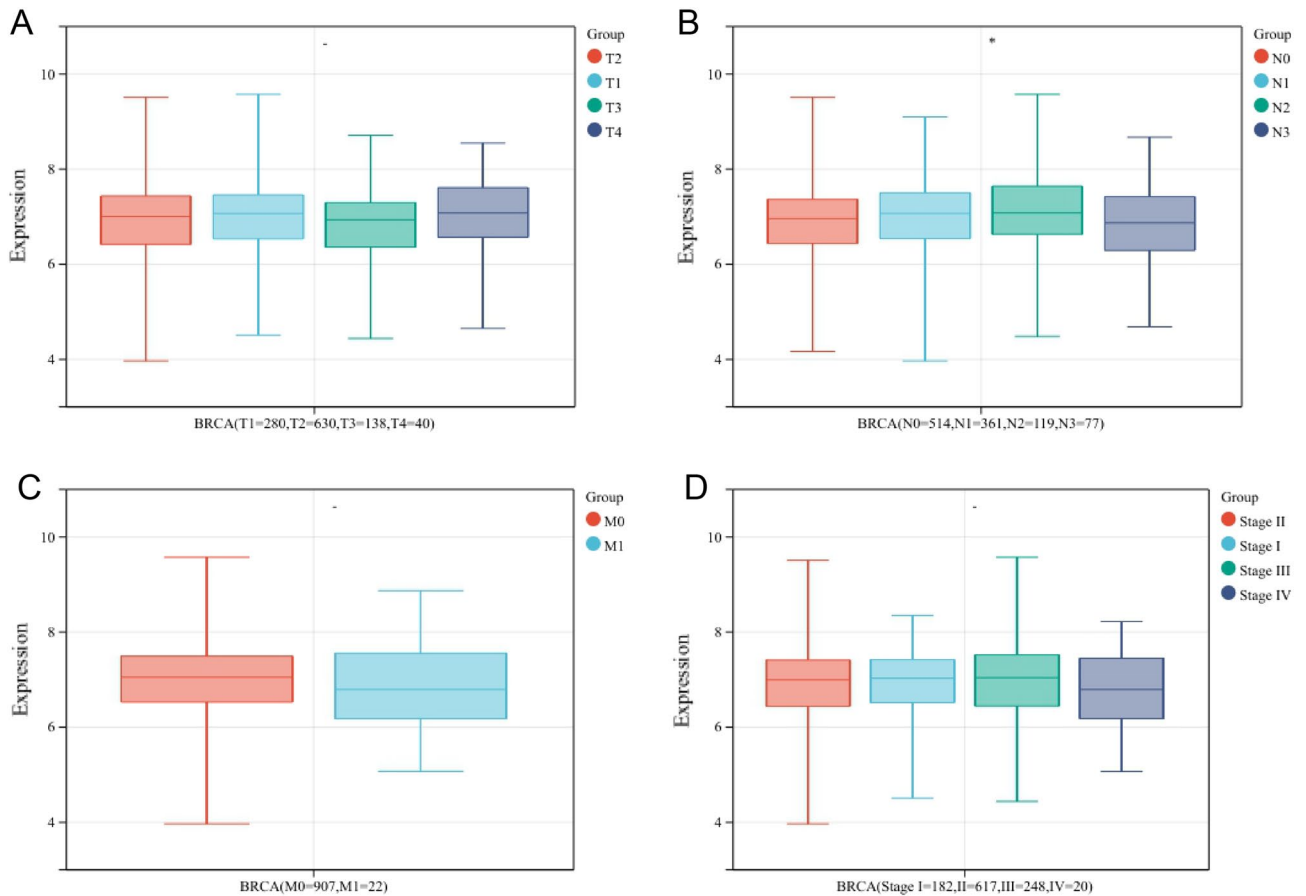 A
-
Group
T2
T1
T3
T4
10
8
6
4
Expression
BRCA(T1=280,T2=630,T3=138,T4=40)
B
*
Group
N0
N1
N2
N3
10
8
6
4
Expression
BRCA(N0=514,N1=361,N2=119,N3=77)
C
-
Group
M0
M1
10
8
6
4
Expression
BRCA(M0=907,M1=22)
D
-
Group
Stage II
Stage I
Stage III
Stage IV
10
8
6
4
Expression
BRCA(Stage I=182,II=617,III=248,IV=20)